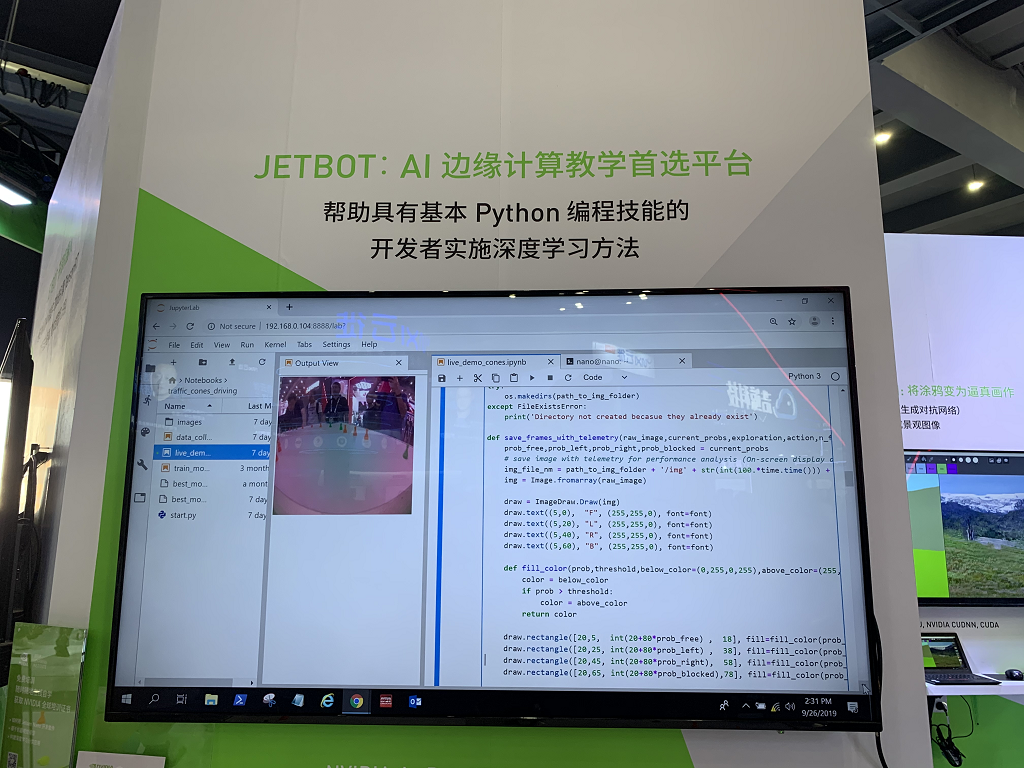 JETBOT: AI 边缘计算教学首选平台
帮助具有基本 Python 编程技能的
开发者实施深度学习方法
JupyterLab
Not secure | 192.168.0.104:8888/lab?
File Edit View Run Kernel Tabs Settings Help
Notebooks
traffic_cones_driving
Name Last M
images 7 day
data_coll... 7 day
live_dem... 7 day
train_mo... 3 month
best_mo... a mont
best_mo... 7 day
start.py 7 day
Output View
live_demo_cones.ipynb
nano@nano:
Code
Python 3
os.makedirs(path_to_img_folder)
except FileExistsError:
print('Directory not created becasue they already exist')
def save_frames_with_telemetry(raw_image,current_probs,exploration,action,n_f
prob_free,prob_left,prob_right,prob_blocked = current_probs
# save image with telemetry for performance analysis (On-screen display
img_file_nm = path_to_img_folder + '/img' + str(int(100.*time.time())) +
img = Image.fromarray(raw_image)
draw = ImageDraw.Draw(img)
draw.text((5,0), "F", (255,255,0), font=font)
draw.text((5,20), "L", (255,255,0), font=font)
draw.text((5,40), "R", (255,255,0), font=font)
draw.text((5,60), "B", (255,255,0), font=font)
def fill_color(prob,threshold,below_color=(0,255,0,255),above_color=(255,
color = below_color
if prob > threshold:
color = above_color
return color
draw.rectangle([20,5, int(20+80*prob_free) , 18], fill=fill_color(prob_
draw.rectangle([20,25, int(20+80*prob_left) , 38], fill=fill_color(prob_
draw.rectangle([20,45, int(20+80*prob_right), 58], fill=fill_color(prob_
draw.rectangle([20,65, int(20+80*prob_blocked),78], fill=fill_color(prob_
2:31 PM
9/26/2019
: 将涂鸦变为逼真画作
生成对抗网络)
景观图像
NVIDIA CUDNN, CUDA